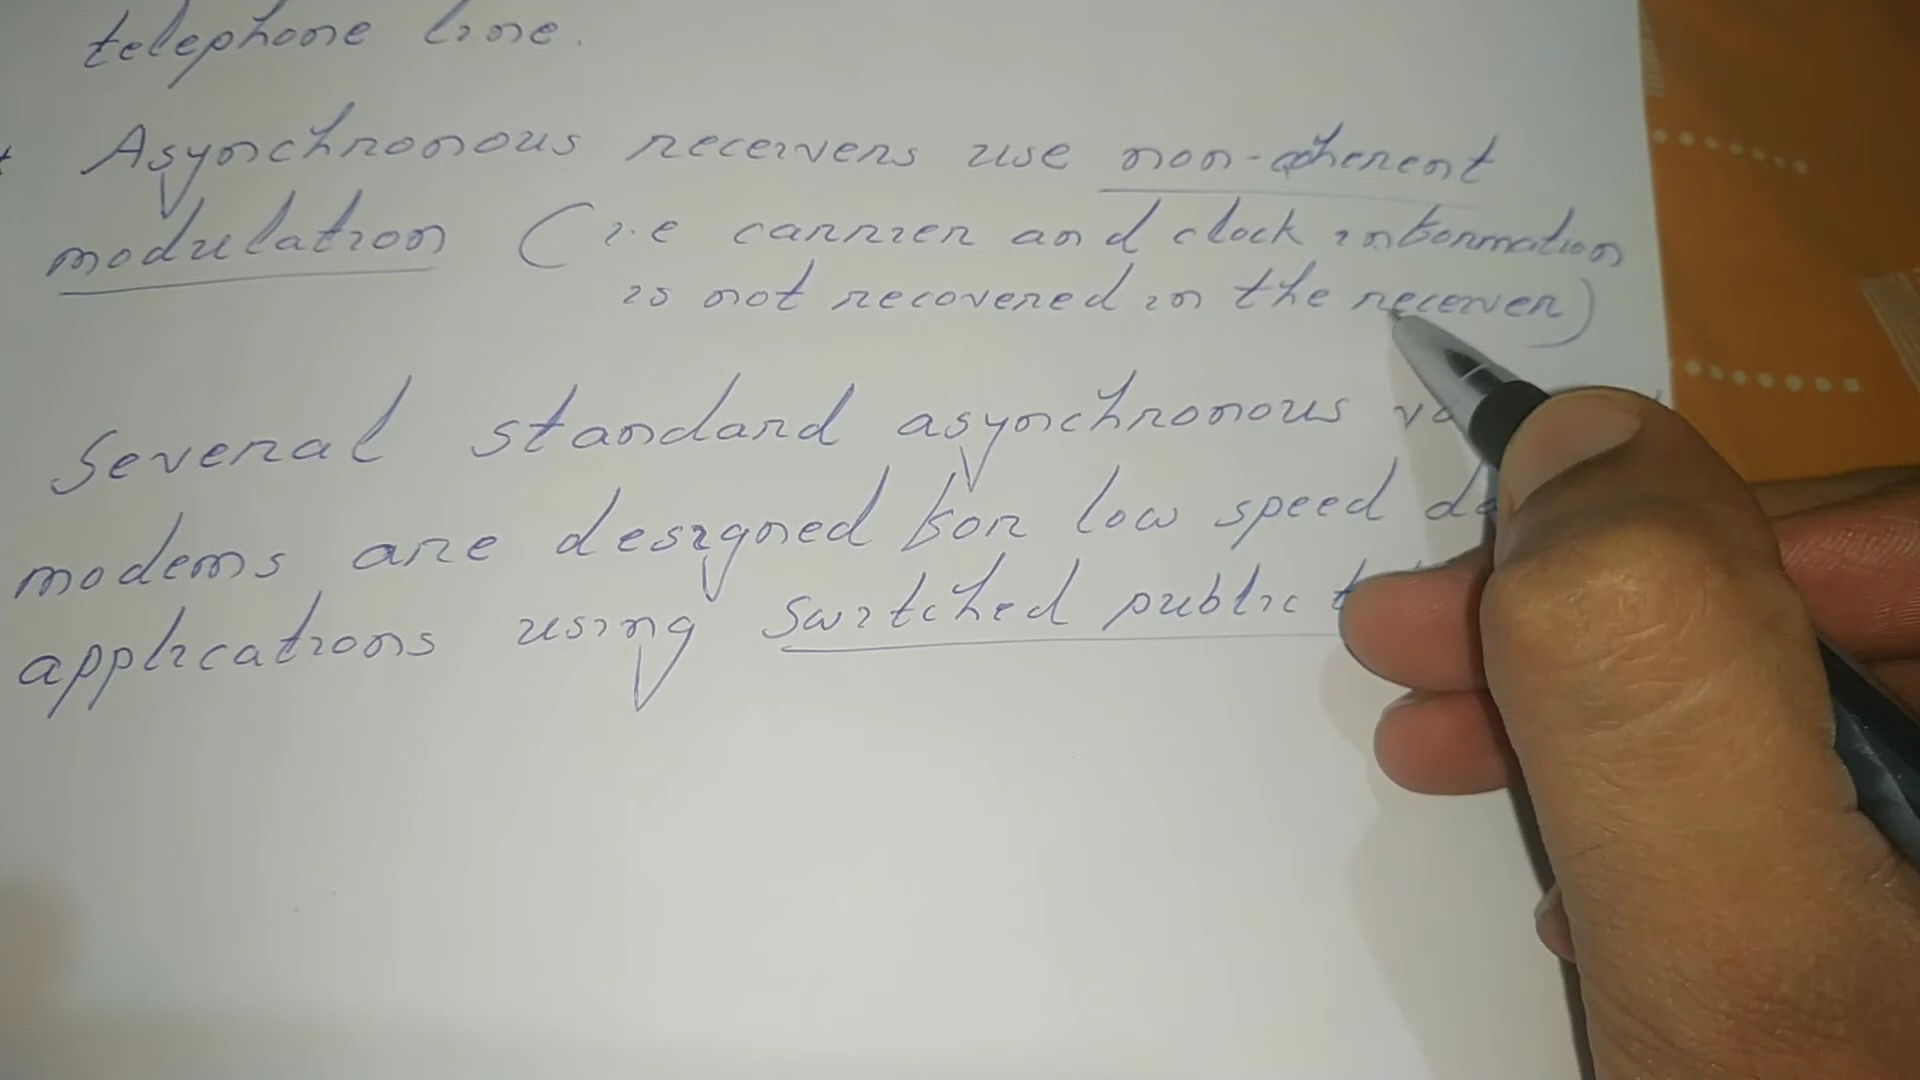 telephone line.
* Asynchronous receivers use non-coherent
modulation (i.e carrier and clock information
is not recovered in the receiver)
Several standard asynchronous
modems are designed for low speed
applications using switched public